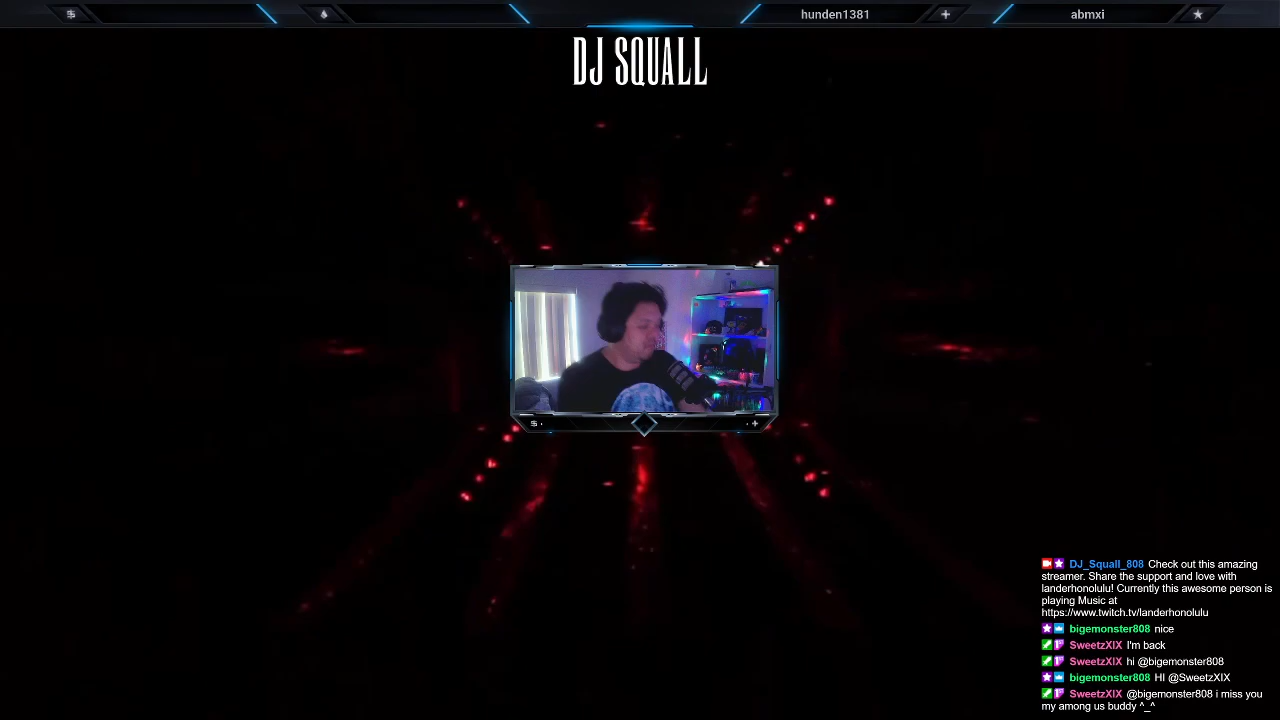 hunden1381
abmxi
DJ SQUALL
DJ_Squall_808 Check out this amazing
streamer. Share the support and love with
landerhonolulu! Currently this awesome person is
playing Music at
https://www.twitch.tv/landerhonolulu
bigemonster808 nice
SweetzXIX I'm back
SweetzXIX hi @bigemonster808
bigemonster808 HI @SweetzXIX
SweetzXIX @bigemonster808 i miss you
my among us buddy ^_^